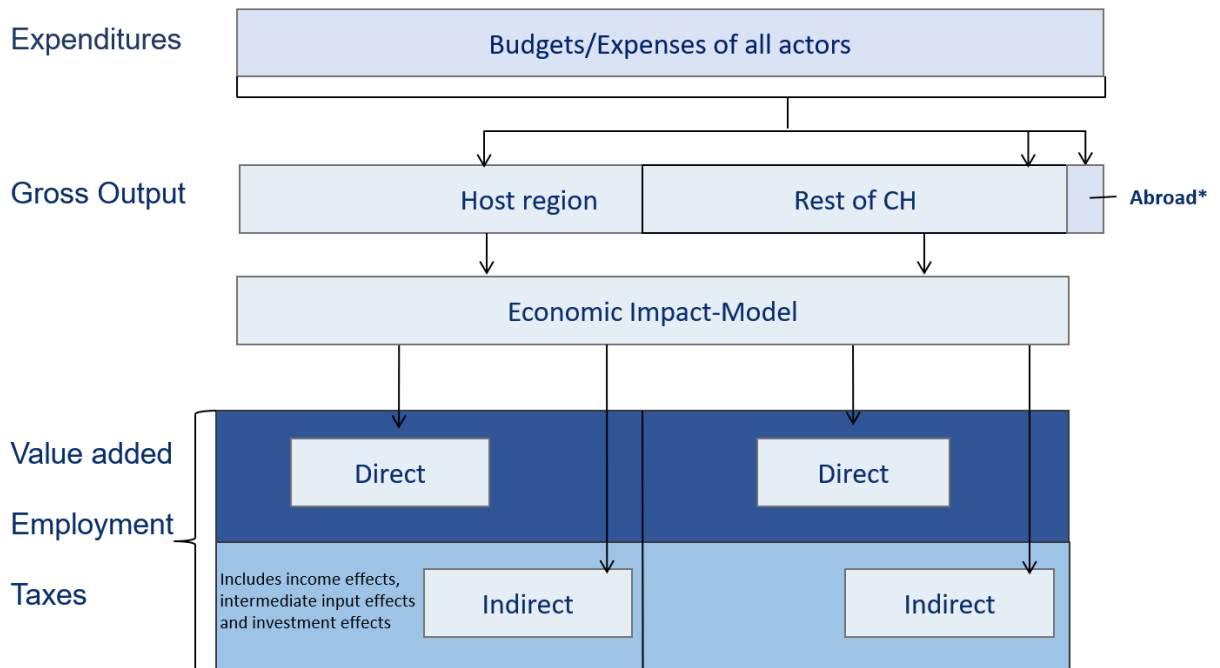 Expenditures
Budgets/Expenses of all actors
Gross Output
Host region
Rest of CH
Abroad*
Economic Impact-Model
Value added
Direct
Direct
Employment
Taxes
Includes income effects,
intermediate input effects
and investment effects
Indirect
Indirect